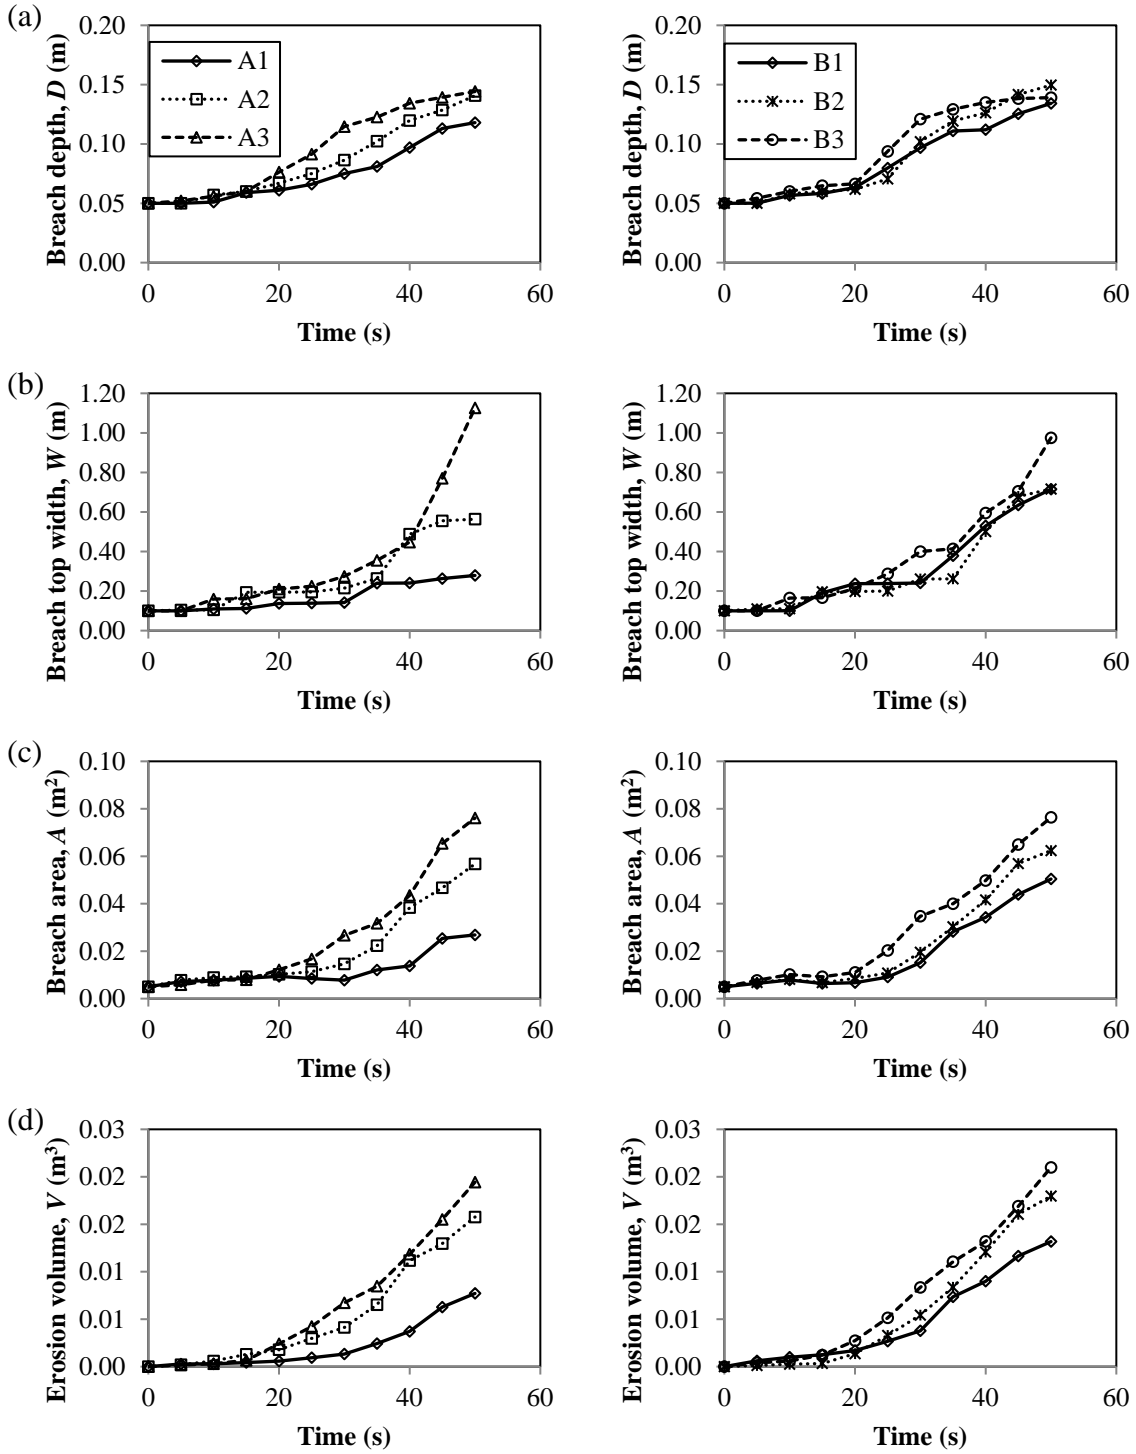 (a)
Breach depth, D (m)
0.20
0.15
0.10
0.05
0.00
A1
A2
A3
0 20 40 60
Time (s)
Breach depth, D (m)
0.20
0.15
0.10
0.05
0.00
B1
B2
B3
0 20 40 60
Time (s)
(b)
Breach top width, W (m)
1.20
1.00
0.80
0.60
0.40
0.20
0.00
0 20 40 60
Time (s)
Breach top width, W (m)
1.20
1.00
0.80
0.60
0.40
0.20
0.00
0 20 40 60
Time (s)
(c)
Breach area, A (m²)
0.10
0.08
0.06
0.04
0.02
0.00
0 20 40 60
Time (s)
Breach area, A (m²)
0.10
0.08
0.06
0.04
0.02
0.00
0 20 40 60
Time (s)
(d)
Erosion volume, V (m³)
0.03
0.02
0.02
0.01
0.01
0.00
0 20 40 60
Time (s)
Erosion volume, V (m³)
0.03
0.02
0.02
0.01
0.01
0.00
0 20 40 60
Time (s)